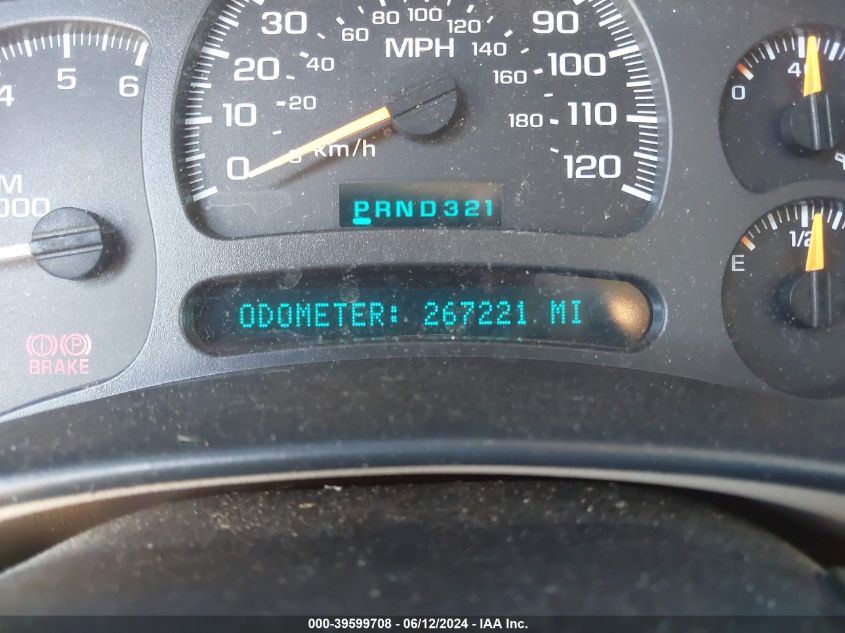 4 5 6
M
000
BRAKE
0 10 20 30 90 100 110 120
20 40 60 80 100 120 140 160 180
MPH
km/h
PRND321
ODOMETER: 267221 MI
0 4
E 1/2
000-39599708 - 06/12/2024 - IAA Inc.